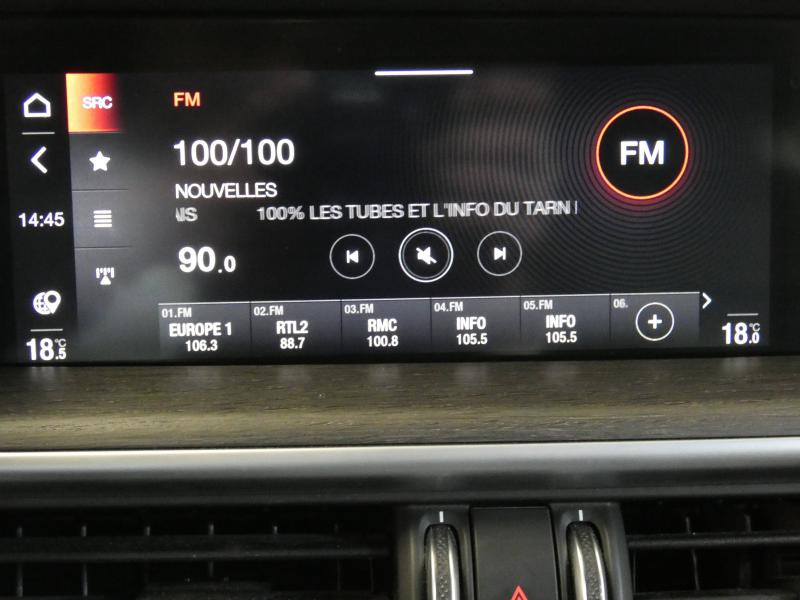 SRC
FM
100/100
NOUVELLES
100% LES TUBES ET L'INFO DU TARN
FM
14:45
90.0
01.FM
EUROPE 1
106.3
02.FM
RTL2
88.7
03.FM
RMC
100.8
04.FM
INFO
105.5
05.FM
INFO
105.5
06.
18.5 °C
18.0 °C